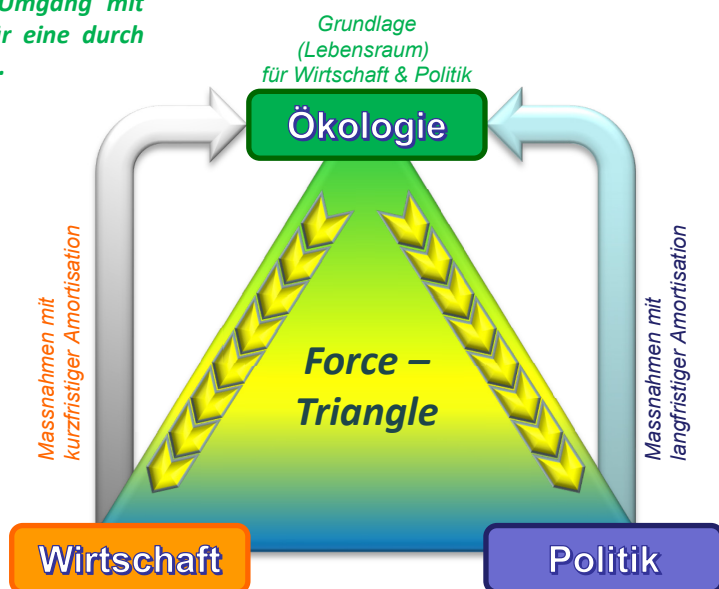 Umgang mit
für eine durch
Grundlage
(Lebensraum)
für Wirtschaft & Politik
Ökologie
Massnahmen mit
kurzfristiger Amortisation
Force –
Triangle
Massnahmen mit
langfristiger Amortisation
Wirtschaft
Politik